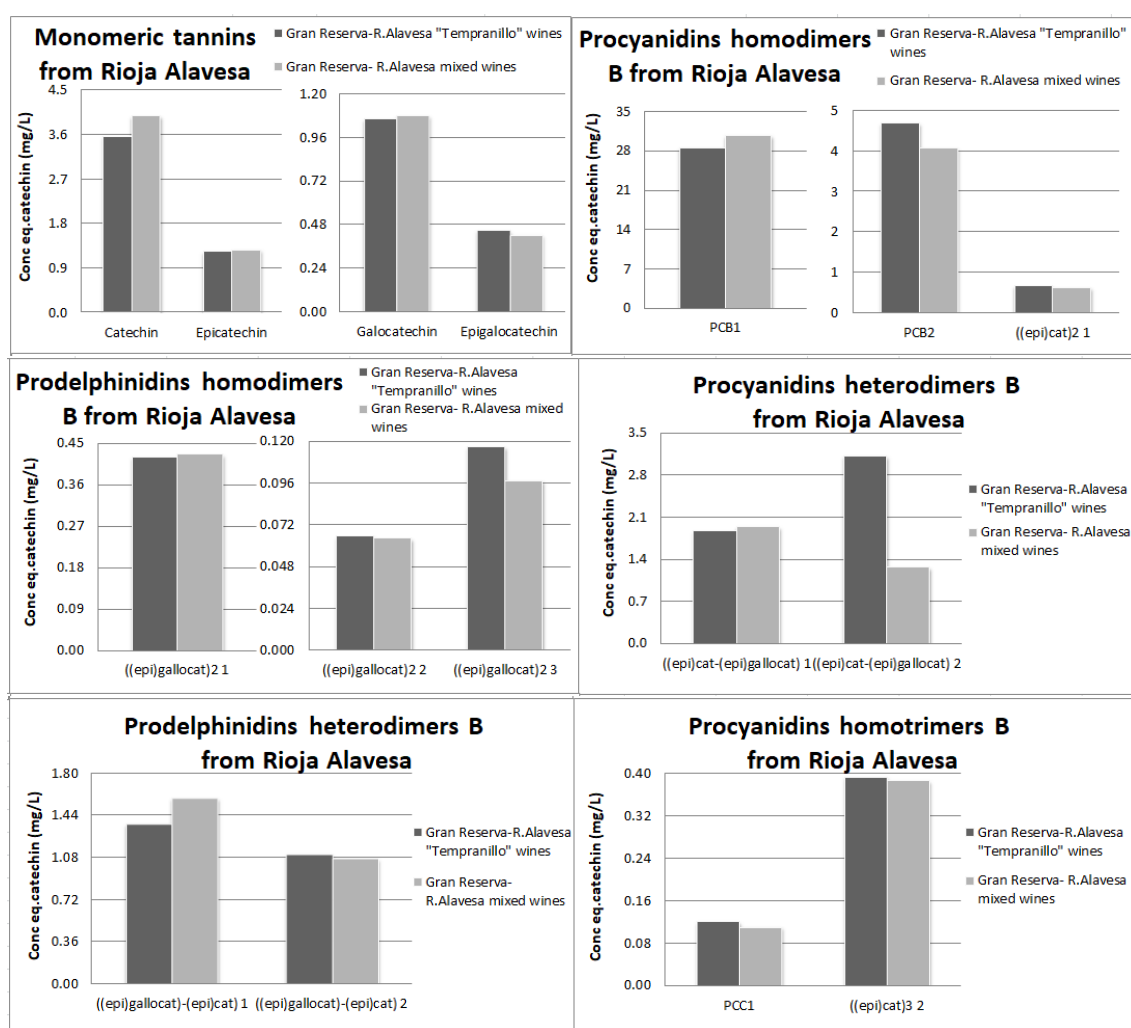 Monomeric tannins
from Rioja Alavesa
Gran Reserva-R.Alavesa "Tempranillo" wines
Gran Reserva- R.Alavesa mixed wines
Conc eq.catechin (mg/L)
4.5
3.6
2.7
1.8
0.9
0.0
Catechin Epicatechin
1.20
0.96
0.72
0.48
0.24
0.00
Galocatechin Epigalocatechin
Procyanidins homodimers
B from Rioja Alavesa
Gran Reserva-R.Alavesa "Tempranillo"
wines
Gran Reserva- R.Alavesa mixed wines
Conc eq.catechin (mg/L)
35
28
21
14
7
0
PCB1
5
4
3
2
1
0
PCB2 ((epi)cat)2 1
Prodelphinidins homodimers
B from Rioja Alavesa
Gran Reserva-R.Alavesa
"Tempranillo" wines
Gran Reserva- R.Alavesa mixed
wines
Conc eq.catechin (mg/L)
0.45
0.36
0.27
0.18
0.09
0.00
((epi)gallocat)2 1
0.120
0.096
0.072
0.048
0.024
0.000
((epi)gallocat)2 2 ((epi)gallocat)2 3
Procyanidins heterodimers B
from Rioja Alavesa
Conc eq.catechin (mg/L)
3.5
2.8
2.1
1.4
0.7
0.0
((epi)cat-(epi)gallocat) 1 ((epi)cat-(epi)gallocat) 2
Gran Reserva-R.Alavesa
"Tempranillo" wines
Gran Reserva- R.Alavesa
mixed wines
Prodelphinidins heterodimers B
from Rioja Alavesa
Conc eq.catechin (mg/L)
1.80
1.44
1.08
0.72
0.36
0.00
((epi)gallocat)-(epi)cat) 1 ((epi)gallocat)-(epi)cat) 2
Gran Reserva-R.Alavesa
"Tempranillo" wines
Gran Reserva-
R.Alavesa mixed wines
Procyanidins homotrimers B
from Rioja Alavesa
Conc eq.catechin (mg/L)
0.40
0.32
0.24
0.16
0.08
0.00
PCC1 ((epi)cat)3 2
Gran Reserva-R.Alavesa
"Tempranillo" wines
Gran Reserva- R.Alavesa
mixed wines